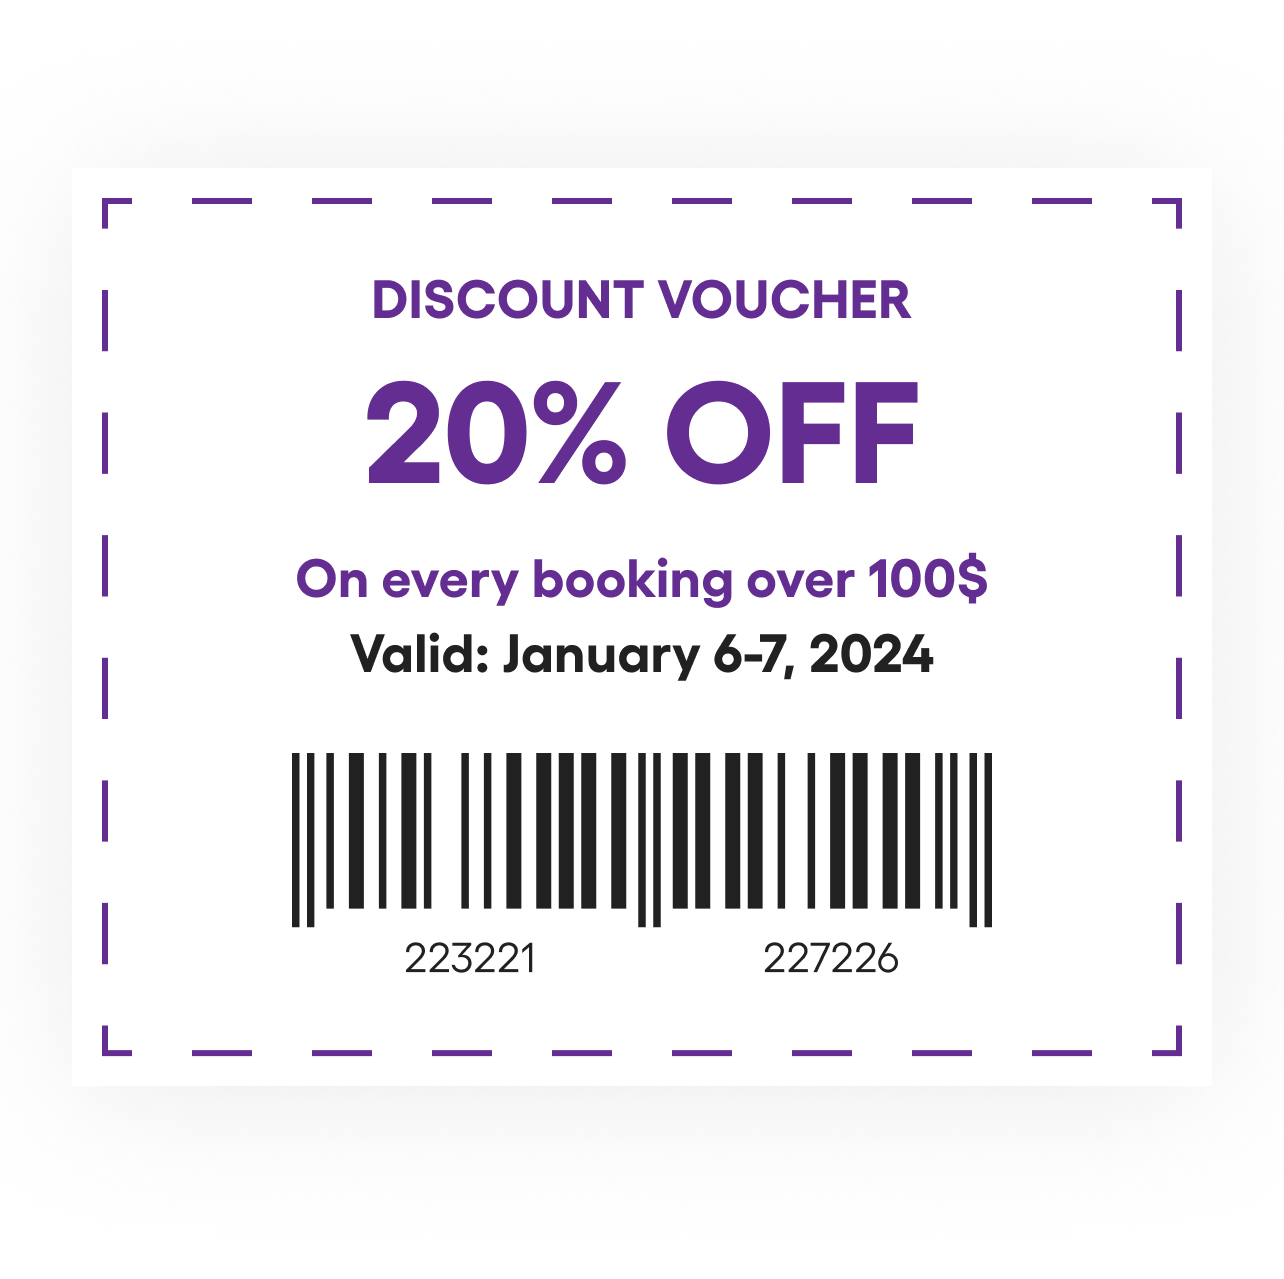 DISCOUNT VOUCHER
20% OFF
On every booking over 100$
Valid: January 6-7, 2024
223221 227226